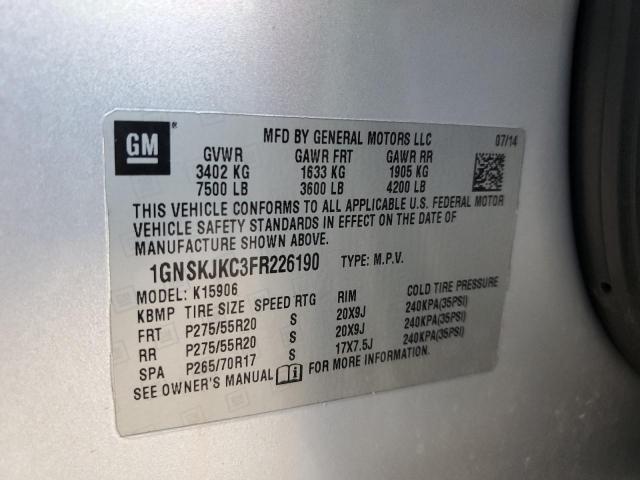 GM
MFD BY GENERAL MOTORS LLC 07/14
GVWR GAWR FRT GAWR RR
3402 KG 1633 KG 1905 KG
7500 LB 3600 LB 4200 LB
THIS VEHICLE CONFORMS TO ALL APPLICABLE U.S. FEDERAL MOTOR
VEHICLE SAFETY STANDARDS IN EFFECT ON THE DATE OF
MANUFACTURE SHOWN ABOVE.
1GNSKJKC3FR226190 TYPE: M.P.V.
MODEL: K15906
KBMP TIRE SIZE SPEED RTG RIM COLD TIRE PRESSURE
FRT P275/55R20 S 20X9J 240KPA(35PSI)
RR P275/55R20 S 20X9J 240KPA(35PSI)
SPA P265/70R17 S 17X7.5J 240KPA(35PSI)
SEE OWNER'S MANUAL FOR MORE INFORMATION.